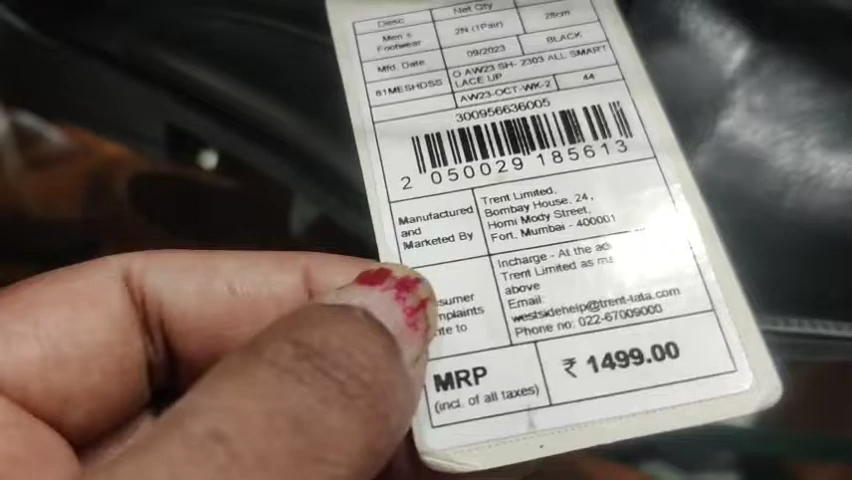 Desc Net Qty
Men's Footwear 2N (1Pair) 28cm
Mfd. Date 09/2023 BLACK
81MESHDSS O AW23 SH- 2303 ALL SMART
LACE UP
AW23-OCT-WK-2 44
300956636005
2 050029 185613
Manufactured
and
Marketed By
Trent Limited,
Bombay House, 24,
Homi Mody Street,
Fort, Mumbai - 400001
Incharge - At the
Trent Limited as
above
Email:
westsidehelp@trent-tata.com
Phone no: 022-67009000
MRP
(incl. of all taxes)
₹ 1499.00